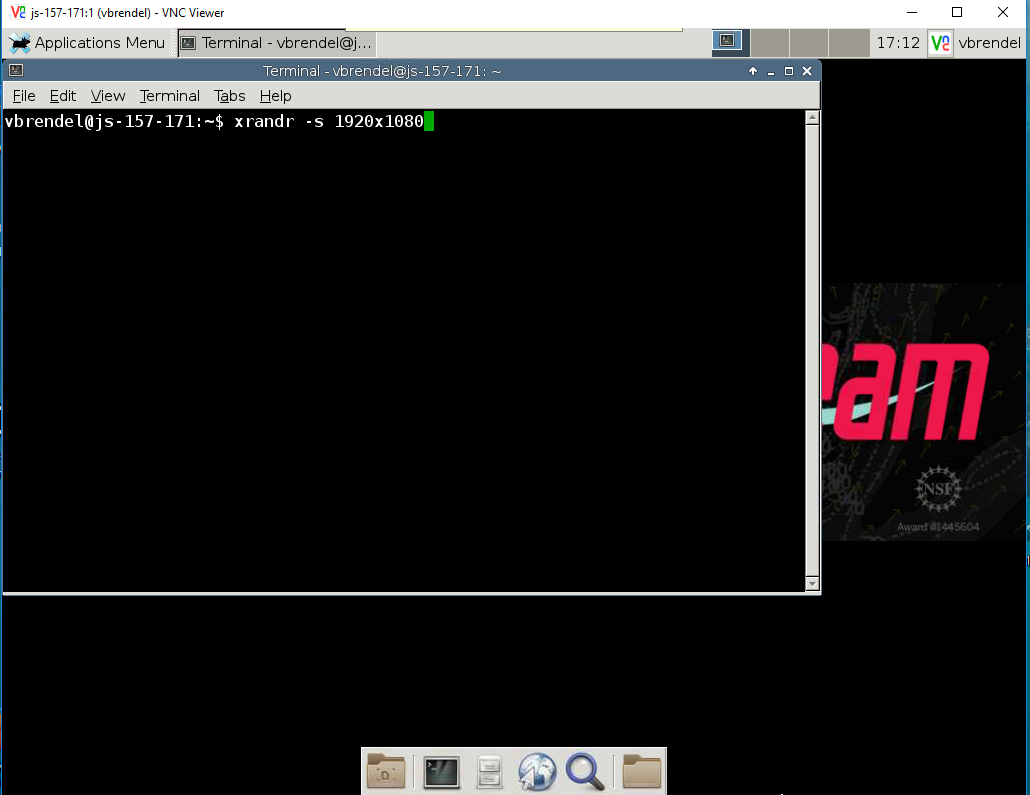 js-157-171:1 (vbrendel) - VNC Viewer
Applications Menu
Terminal - vbrendel@j...
17:12
vbrendel
Terminal - vbrendel@js-157-171: ~
File Edit View Terminal Tabs Help
vbrendel@js-157-171:~$ xrandr -s 1920x1080
am
NSF
Award #1445604